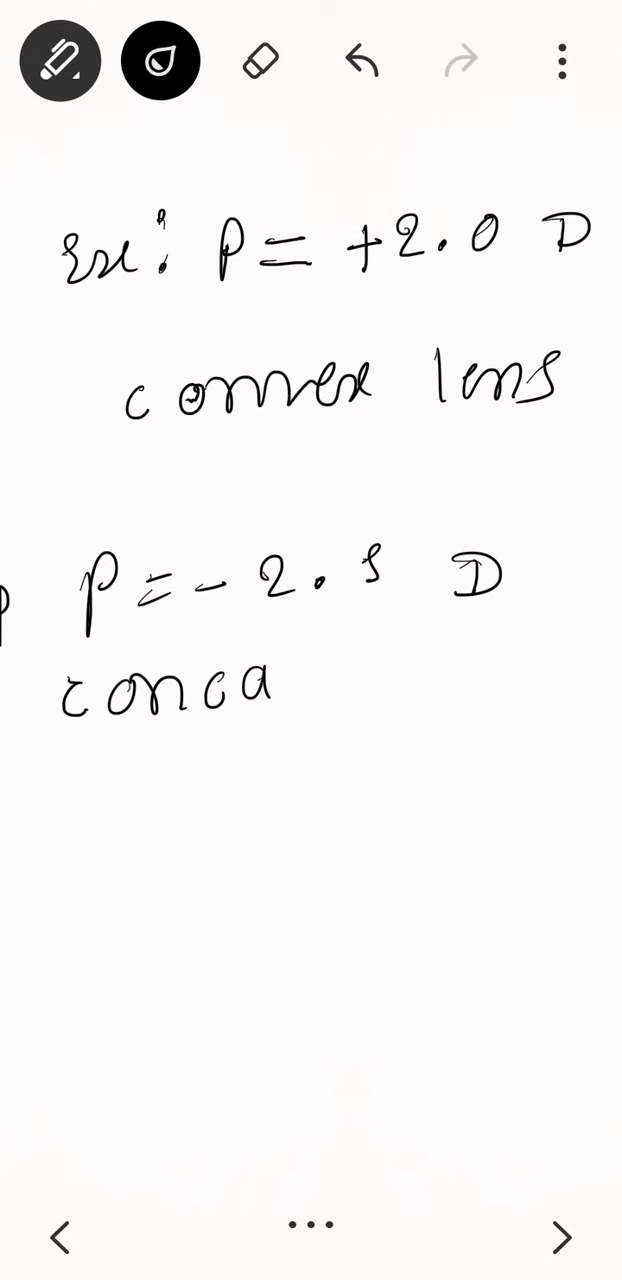 Ex: P = +2.0 D
convex lens
P = - 2.5 D
conca